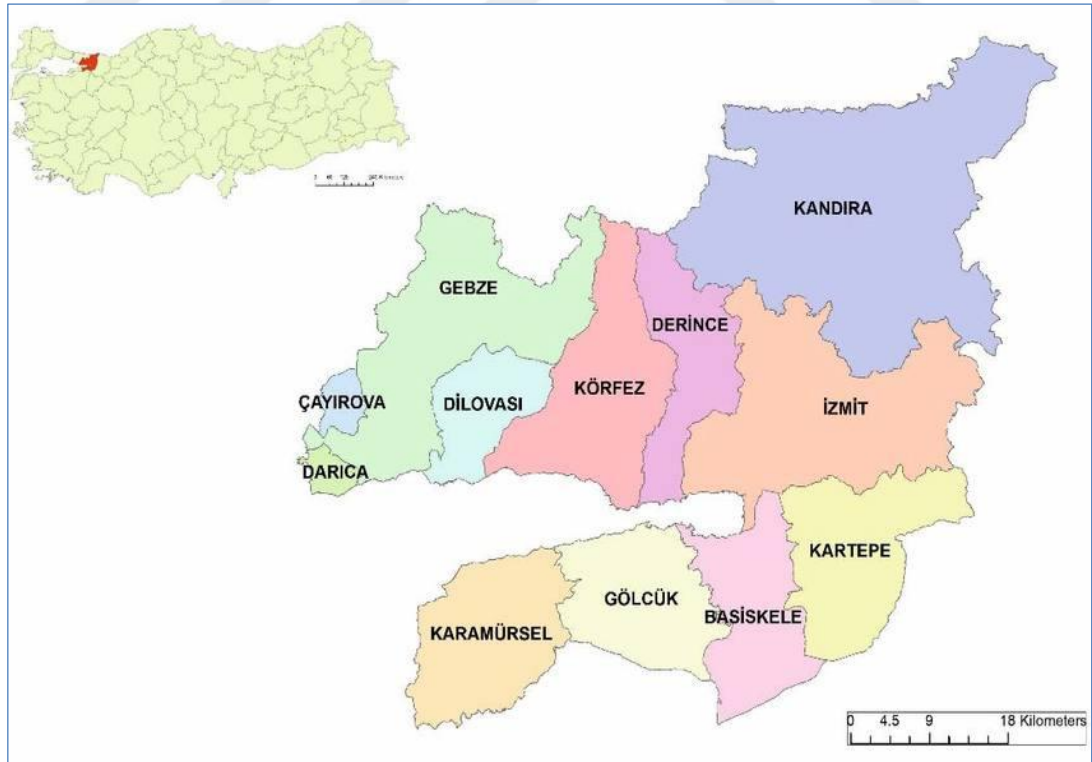 KANDIRA
GEBZE
DERİNCE
KÖRFEZ
ÇAYIROVA
DİLOVASI
İZMİT
DARICA
KARTEPE
GÖLCÜK
BASİSKELE
KARAMÜRSEL
0 4.5 9 18 Kilometers